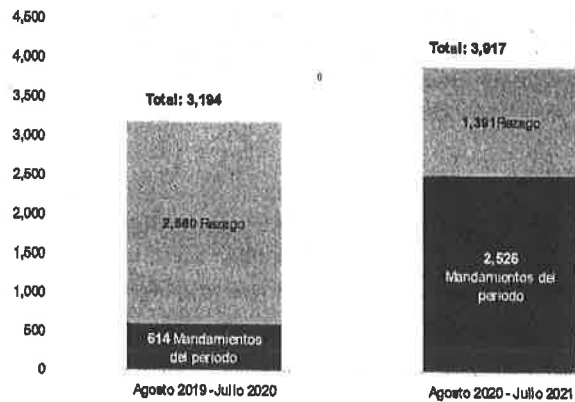 4,500
4,000
3,500
3,000
2,500
2,000
1,500
1,000
500
0
Total: 3,194
2,580 Rezago
614 Mandamientos
del periodo
Agosto 2019 - Julio 2020
Total: 3,917
1,391 Rezago
2,526
Mandamientos del
periodo
Agosto 2020 - Julio 2021